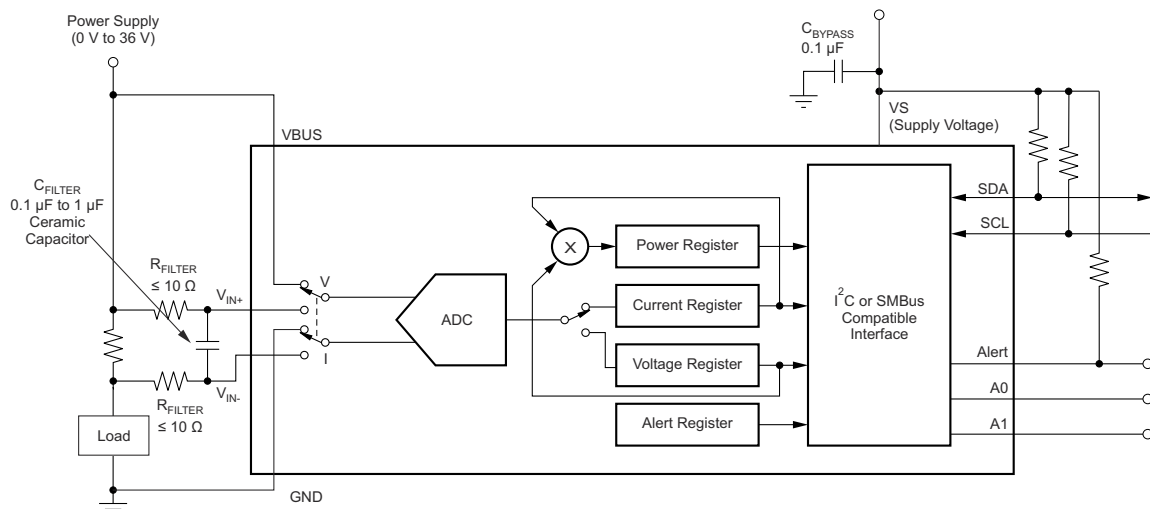 Power Supply
(0 V to 36 V)
C_BYPASS
0.1 µF
VS
(Supply Voltage)
VBUS
C_FILTER
0.1 µF to 1 µF
Ceramic
Capacitor
SDA
SCL
X
Power Register
R_FILTER
≤ 10 Ω
V_IN+
V
ADC
Current Register
I²C or SMBus
Compatible
Interface
I
Voltage Register
Alert
V_IN-
R_FILTER
≤ 10 Ω
A0
Load
Alert Register
A1
GND